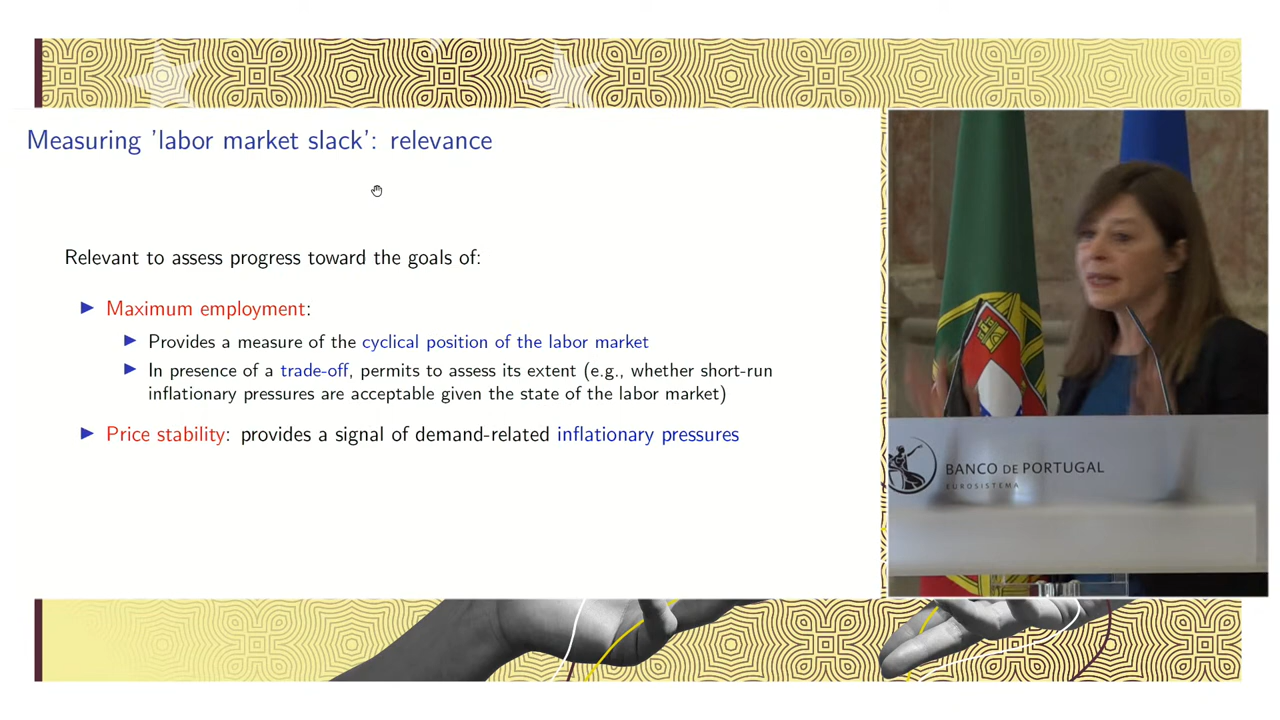 Measuring 'labor market slack': relevance
Relevant to assess progress toward the goals of:
Maximum employment:
Provides a measure of the cyclical position of the labor market
In presence of a trade-off, permits to assess its extent (e.g., whether short-run
inflationary pressures are acceptable given the state of the labor market)
Price stability: provides a signal of demand-related inflationary pressures
BANCO DE PORTUGAL
EUROSISTEMA